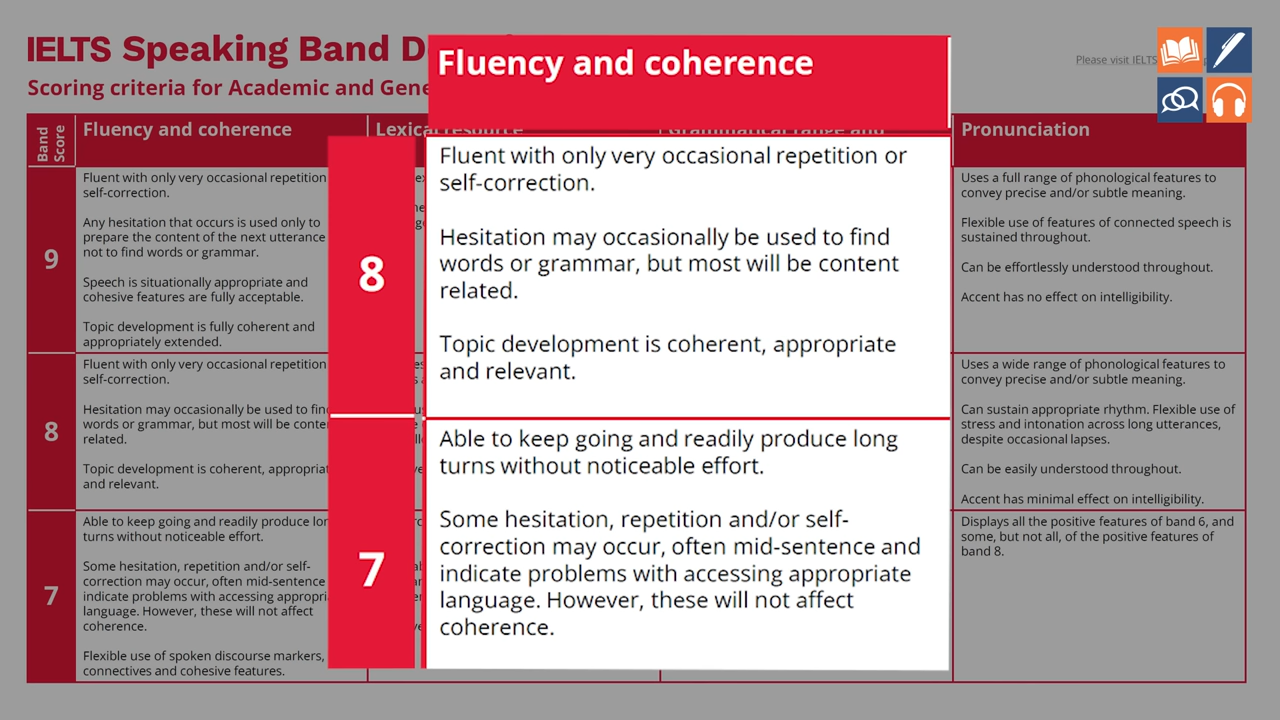 IELTS Speaking Band D
Scoring criteria for Academic and Gene
Please visit IELTS
Fluency and coherence
8
Fluent with only very occasional repetition or
self-correction.
Hesitation may occasionally be used to find
words or grammar, but most will be content
related.
Topic development is coherent, appropriate
and relevant.
7
Able to keep going and readily produce long
turns without noticeable effort.
Some hesitation, repetition and/or self-
correction may occur, often mid-sentence and
indicate problems with accessing appropriate
language. However, these will not affect
coherence.
Band
Score
Fluency and coherence
Lexical resource
Grammatical range and
Pronunciation
9
Fluent with only very occasional repetition
self-correction.
Any hesitation that occurs is used only to
prepare the content of the next utterance
not to find words or grammar.
Speech is situationally appropriate and
cohesive features are fully acceptable.
Topic development is fully coherent and
appropriately extended.
Uses a full range of phonological features to
convey precise and/or subtle meaning.
Flexible use of features of connected speech is
sustained throughout.
Can be effortlessly understood throughout.
Accent has no effect on intelligibility.
8
Fluent with only very occasional repetition
self-correction.
Hesitation may occasionally be used to find
words or grammar, but most will be conte
related.
Topic development is coherent, appropriat
and relevant.
Uses a wide range of phonological features to
convey precise and/or subtle meaning.
Can sustain appropriate rhythm. Flexible use of
stress and intonation across long utterances,
despite occasional lapses.
Can be easily understood throughout.
Accent has minimal effect on intelligibility.
7
Able to keep going and readily produce lon
turns without noticeable effort.
Some hesitation, repetition and/or self-
correction may occur, often mid-sentence
indicate problems with accessing appropri
language. However, these will not affect
coherence.
Flexible use of spoken discourse markers,
connectives and cohesive features.
Displays all the positive features of band 6, and
some, but not all, of the positive features of
band 8.